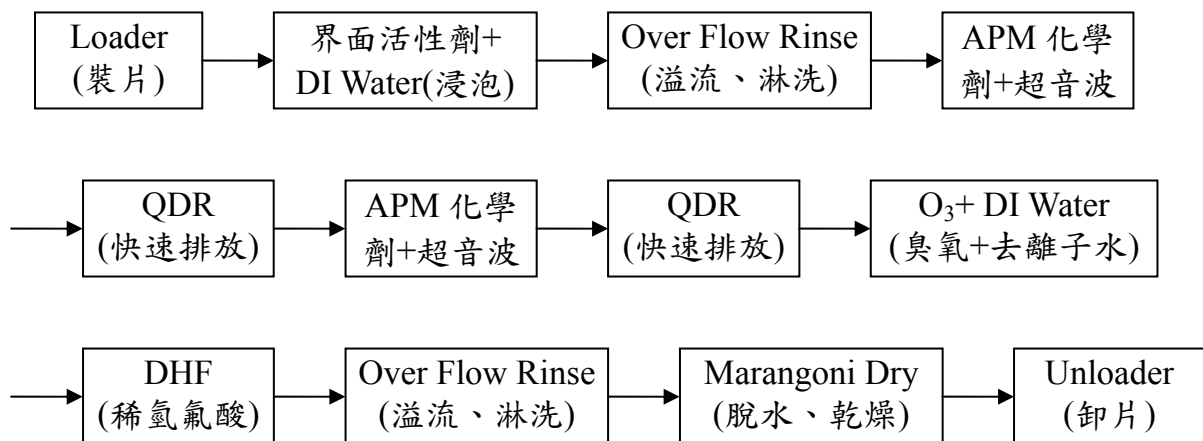 Loader
(裝片)
界面活性劑+
DI Water(浸泡)
Over Flow Rinse
(溢流、淋洗)
APM 化學
劑+超音波
QDR
(快速排放)
APM 化學
劑+超音波
QDR
(快速排放)
O₃+ DI Water
(臭氧+去離子水)
DHF
(稀氫氟酸)
Over Flow Rinse
(溢流、淋洗)
Marangoni Dry
(脫水、乾燥)
Unloader
(卸片)